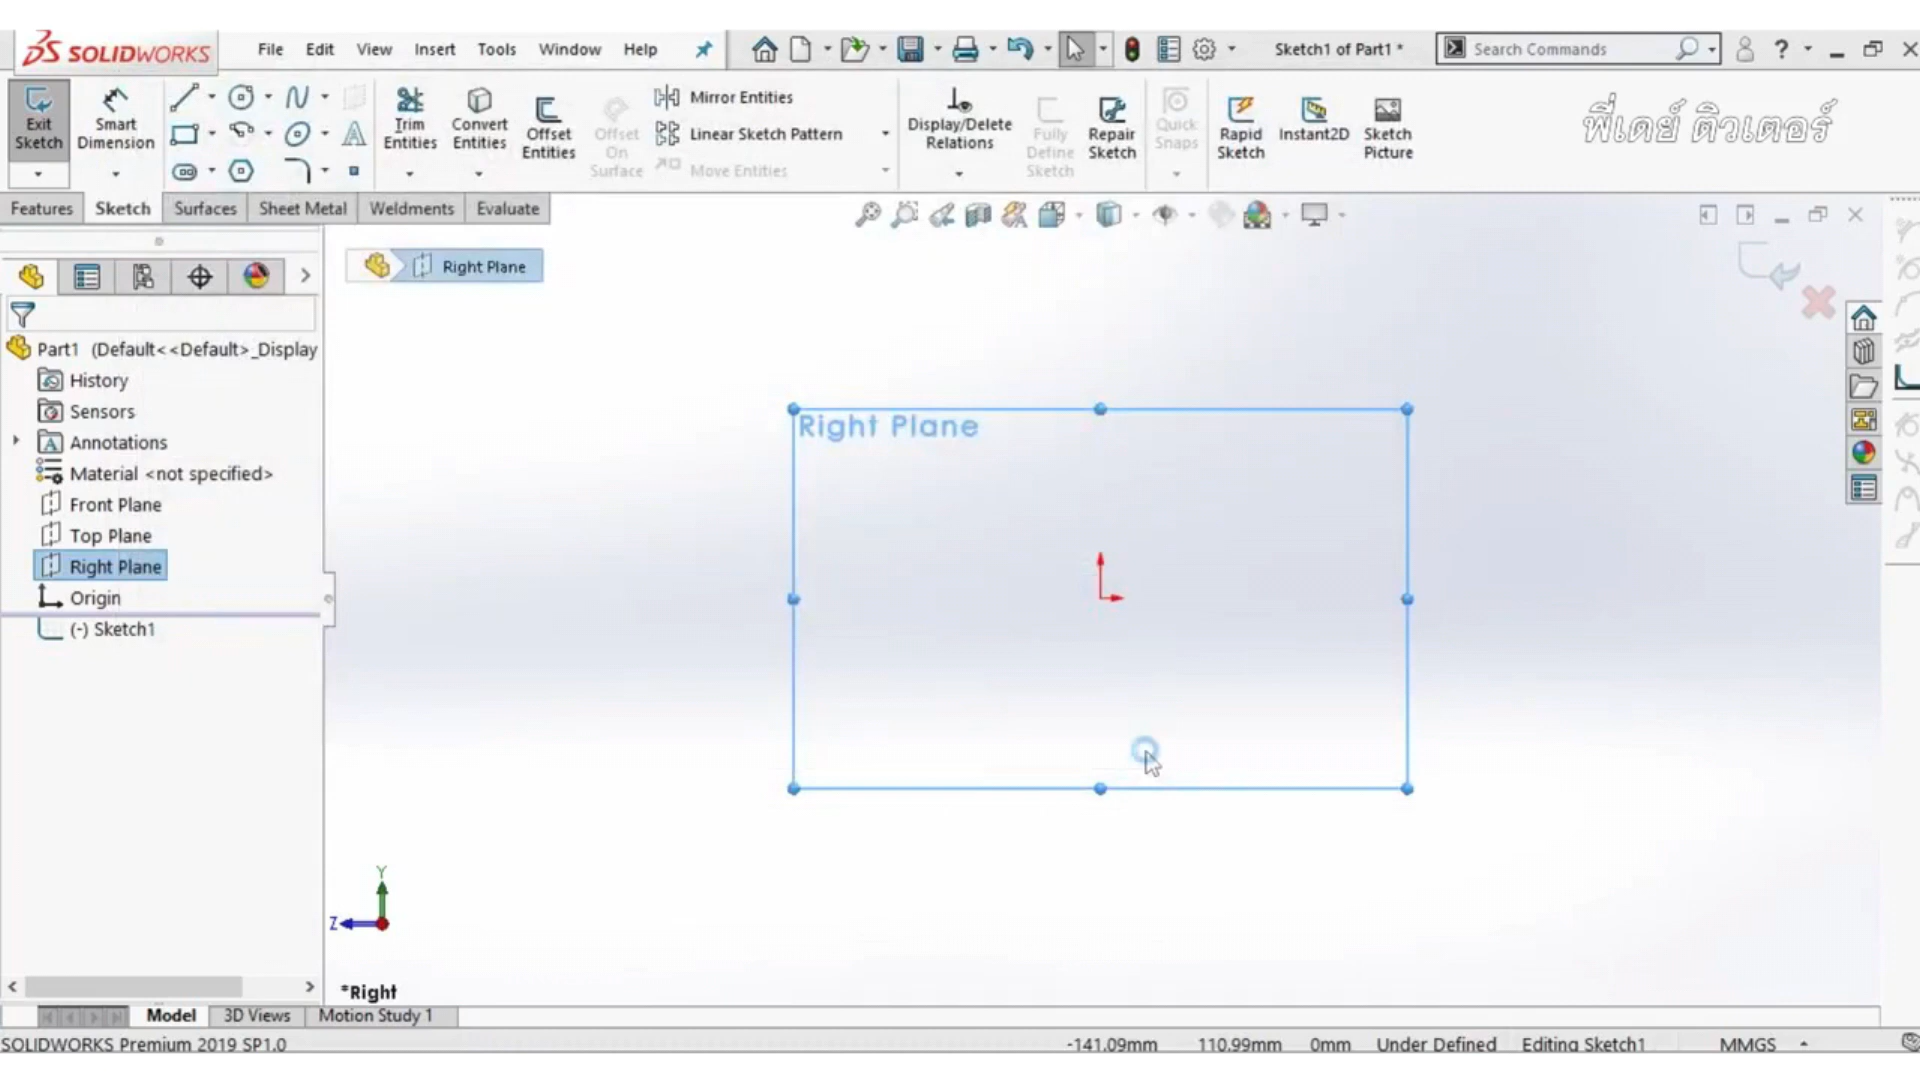 SOLIDWORKS File Edit View Insert Tools Window Help Sketch1 of Part1 * Search Commands ?
Exit Sketch
Smart Dimension
Trim Entities
Convert Entities
Offset Entities
Offset On Surface
Mirror Entities
Linear Sketch Pattern
Move Entities
Display/Delete Relations
Fully Define Sketch
Repair Sketch
Quick Snaps
Rapid Sketch
Instant2D
Sketch Picture
พี่เดย์ ติวเตอร์
Features Sketch Surfaces Sheet Metal Weldments Evaluate
Right Plane
Part1 (Default<<Default>_Display
History
Sensors
Annotations
Material <not specified>
Front Plane
Top Plane
Right Plane
Origin
(-) Sketch1
Right Plane
Y
Z
*Right
Model 3D Views Motion Study 1
SOLIDWORKS Premium 2019 SP1.0 -141.09mm 110.99mm 0mm Under Defined Editing Sketch1 MMGS